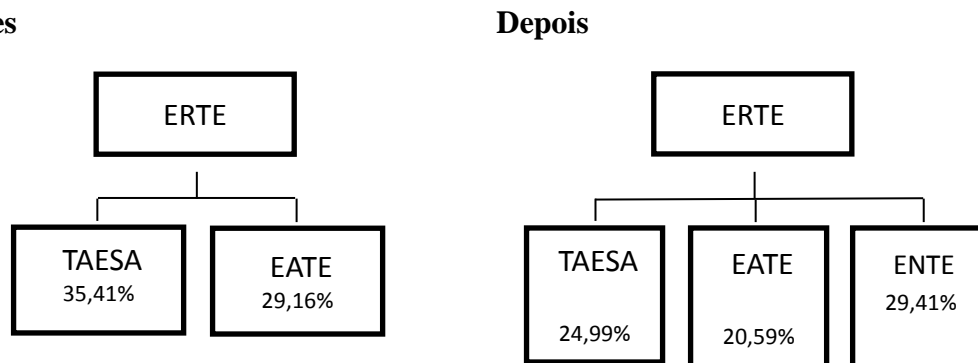 es
Depois
ERTE
ERTE
TAESA
35,41%
EATE
29,16%
TAESA
24,99%
EATE
20,59%
ENTE
29,41%